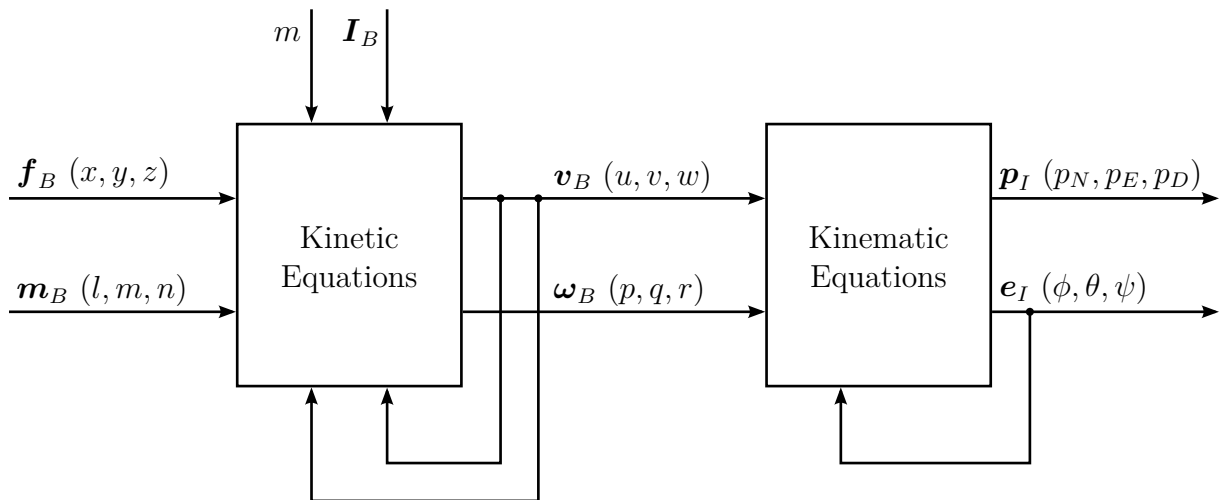 m
I_B
f_B (x, y, z)
v_B (u, v, w)
p_I (p_N, p_E, p_D)
Kinetic
Equations
Kinematic
Equations
m_B (l, m, n)
ω_B (p, q, r)
e_I (ϕ, θ, ψ)